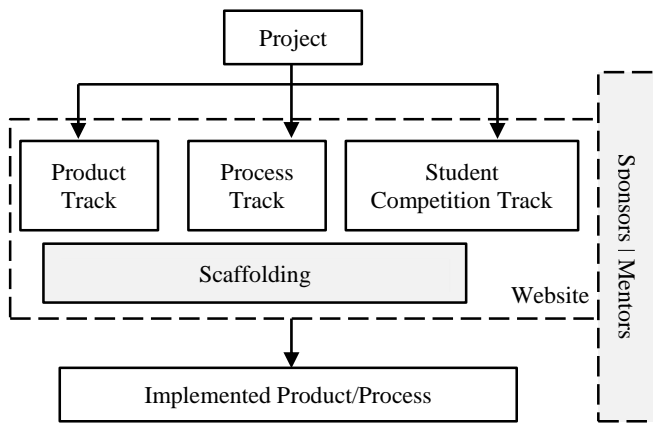 Project
Product
Track
Process
Track
Student
Competition Track
Sponsors | Mentors
Scaffolding
Website
Implemented Product/Process